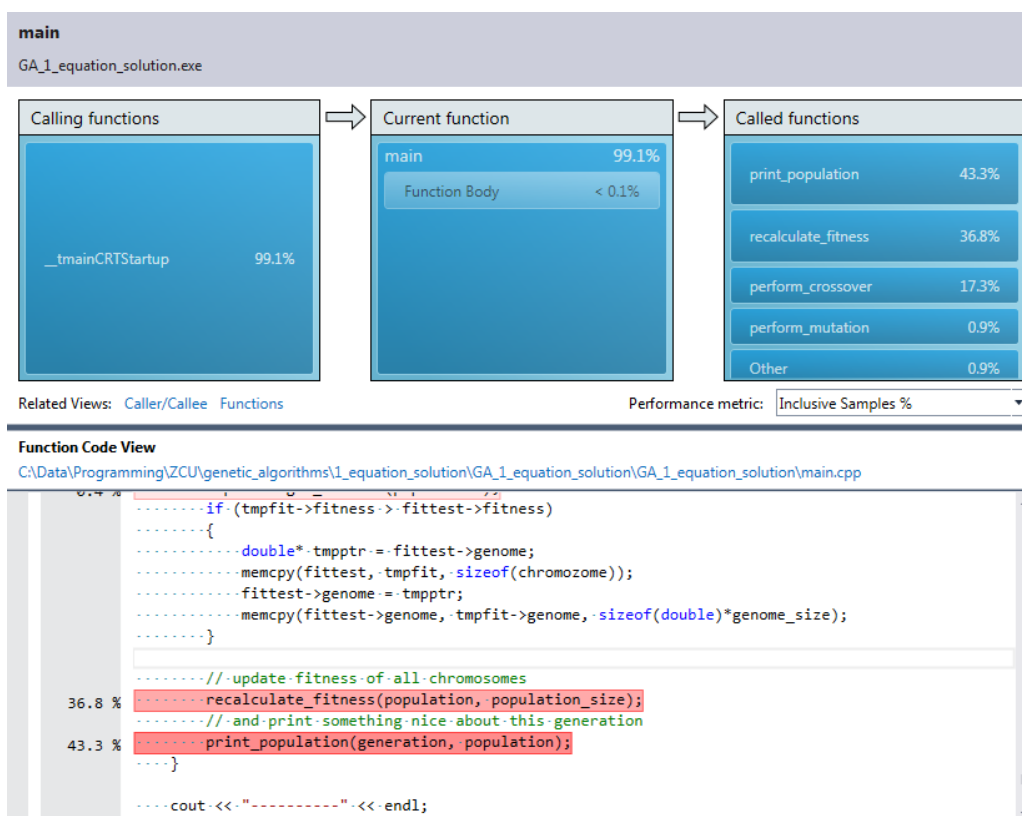 main
GA_1_equation_solution.exe
Calling functions
Current function
Called functions
__tmainCRTStartup 99.1%
main 99.1%
Function Body < 0.1%
print_population 43.3%
recalculate_fitness 36.8%
perform_crossover 17.3%
perform_mutation 0.9%
Other 0.9%
Related Views: Caller/Callee Functions
Performance metric: Inclusive Samples %
Function Code View
C:\Data\Programming\ZCU\genetic_algorithms\1_equation_solution\GA_1_equation_solution\GA_1_equation_solution\main.cpp
0.4 %
if (tmpfit->fitness > fittest->fitness)
{
double* tmpptr = fittest->genome;
memcpy(fittest, tmpfit, sizeof(chromozome));
fittest->genome = tmpptr;
memcpy(fittest->genome, tmpfit->genome, sizeof(double)*genome_size);
}
// update fitness of all chromosomes
36.8 % recalculate_fitness(population, population_size);
// and print something nice about this generation
43.3 % print_population(generation, population);
}
cout << "----------" << endl;